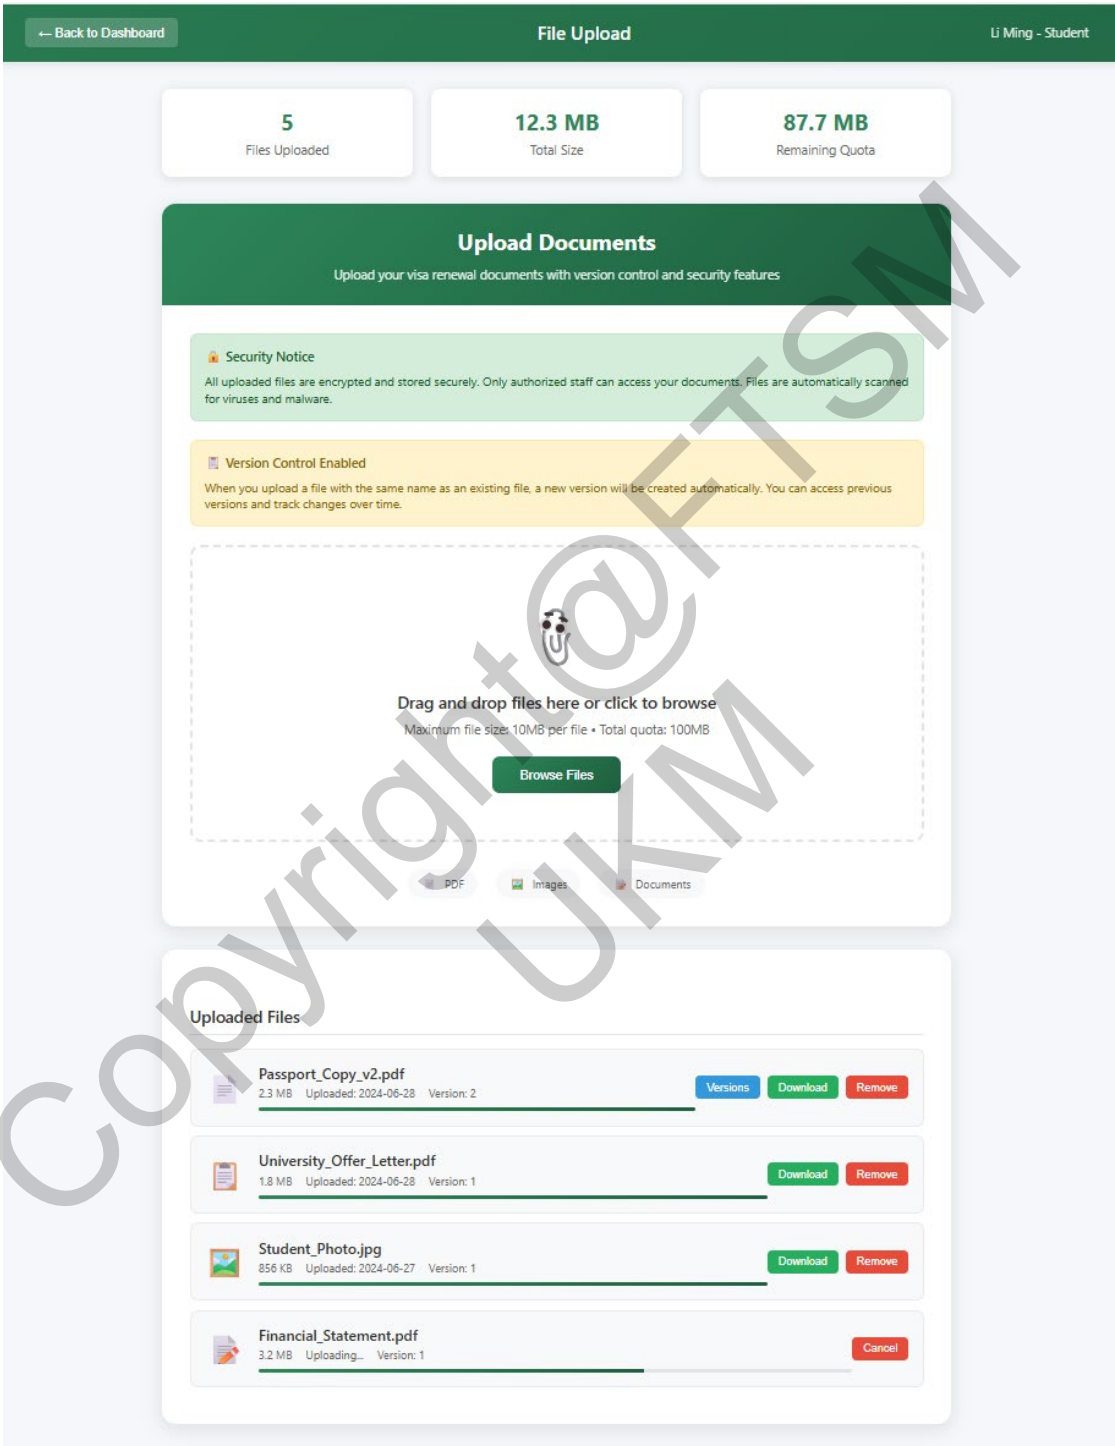 ← Back to Dashboard
File Upload
Li Ming - Student
5
Files Uploaded
12.3 MB
Total Size
87.7 MB
Remaining Quota
Upload Documents
Upload your visa renewal documents with version control and security features
Security Notice
All uploaded files are encrypted and stored securely. Only authorized staff can access your documents. Files are automatically scanned
for viruses and malware.
Version Control Enabled
When you upload a file with the same name as an existing file, a new version will be created automatically. You can access previous
versions and track changes over time.
Drag and drop files here or click to browse
Maximum file size: 10MB per file • Total quota: 100MB
Browse Files
PDF
Images
Documents
Uploaded Files
Passport_Copy_v2.pdf
2.3 MB Uploaded: 2024-06-28 Version: 2
Versions
Download
Remove
University_Offer_Letter.pdf
1.8 MB Uploaded: 2024-06-28 Version: 1
Download
Remove
Student_Photo.jpg
856 KB Uploaded: 2024-06-27 Version: 1
Download
Remove
Financial_Statement.pdf
3.2 MB Uploading... Version: 1
Cancel
Copyright@FTSM
UKM